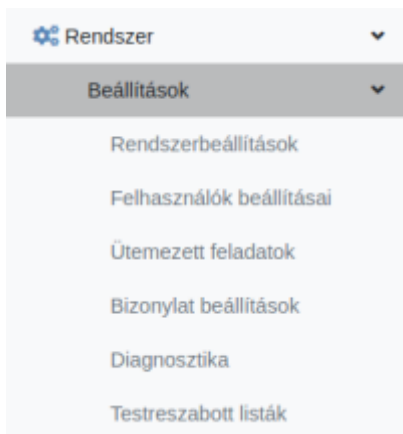 Rendszer
Beállítások
Rendszerbeállítások
Felhasználók beállításai
Ütemezett feladatok
Bizonylat beállítások
Diagnosztika
Testreszabott listák